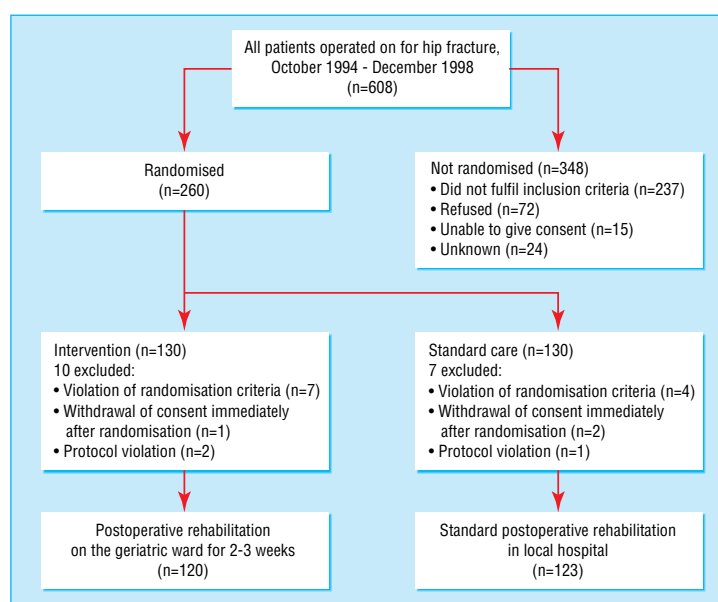 All patients operated on for hip fracture,
October 1994 - December 1998
(n=608)
Randomised
(n=260)
Not randomised (n=348)
• Did not fulfil inclusion criteria (n=237)
• Refused (n=72)
• Unable to give consent (n=15)
• Unknown (n=24)
Intervention (n=130)
10 excluded:
• Violation of randomisation criteria (n=7)
• Withdrawal of consent immediately
after randomisation (n=1)
• Protocol violation (n=2)
Standard care (n=130)
7 excluded:
• Violation of randomisation criteria (n=4)
• Withdrawal of consent immediately
after randomisation (n=2)
• Protocol violation (n=1)
Postoperative rehabilitation
on the geriatric ward for 2-3 weeks
(n=120)
Standard postoperative rehabilitation
in local hospital
(n=123)